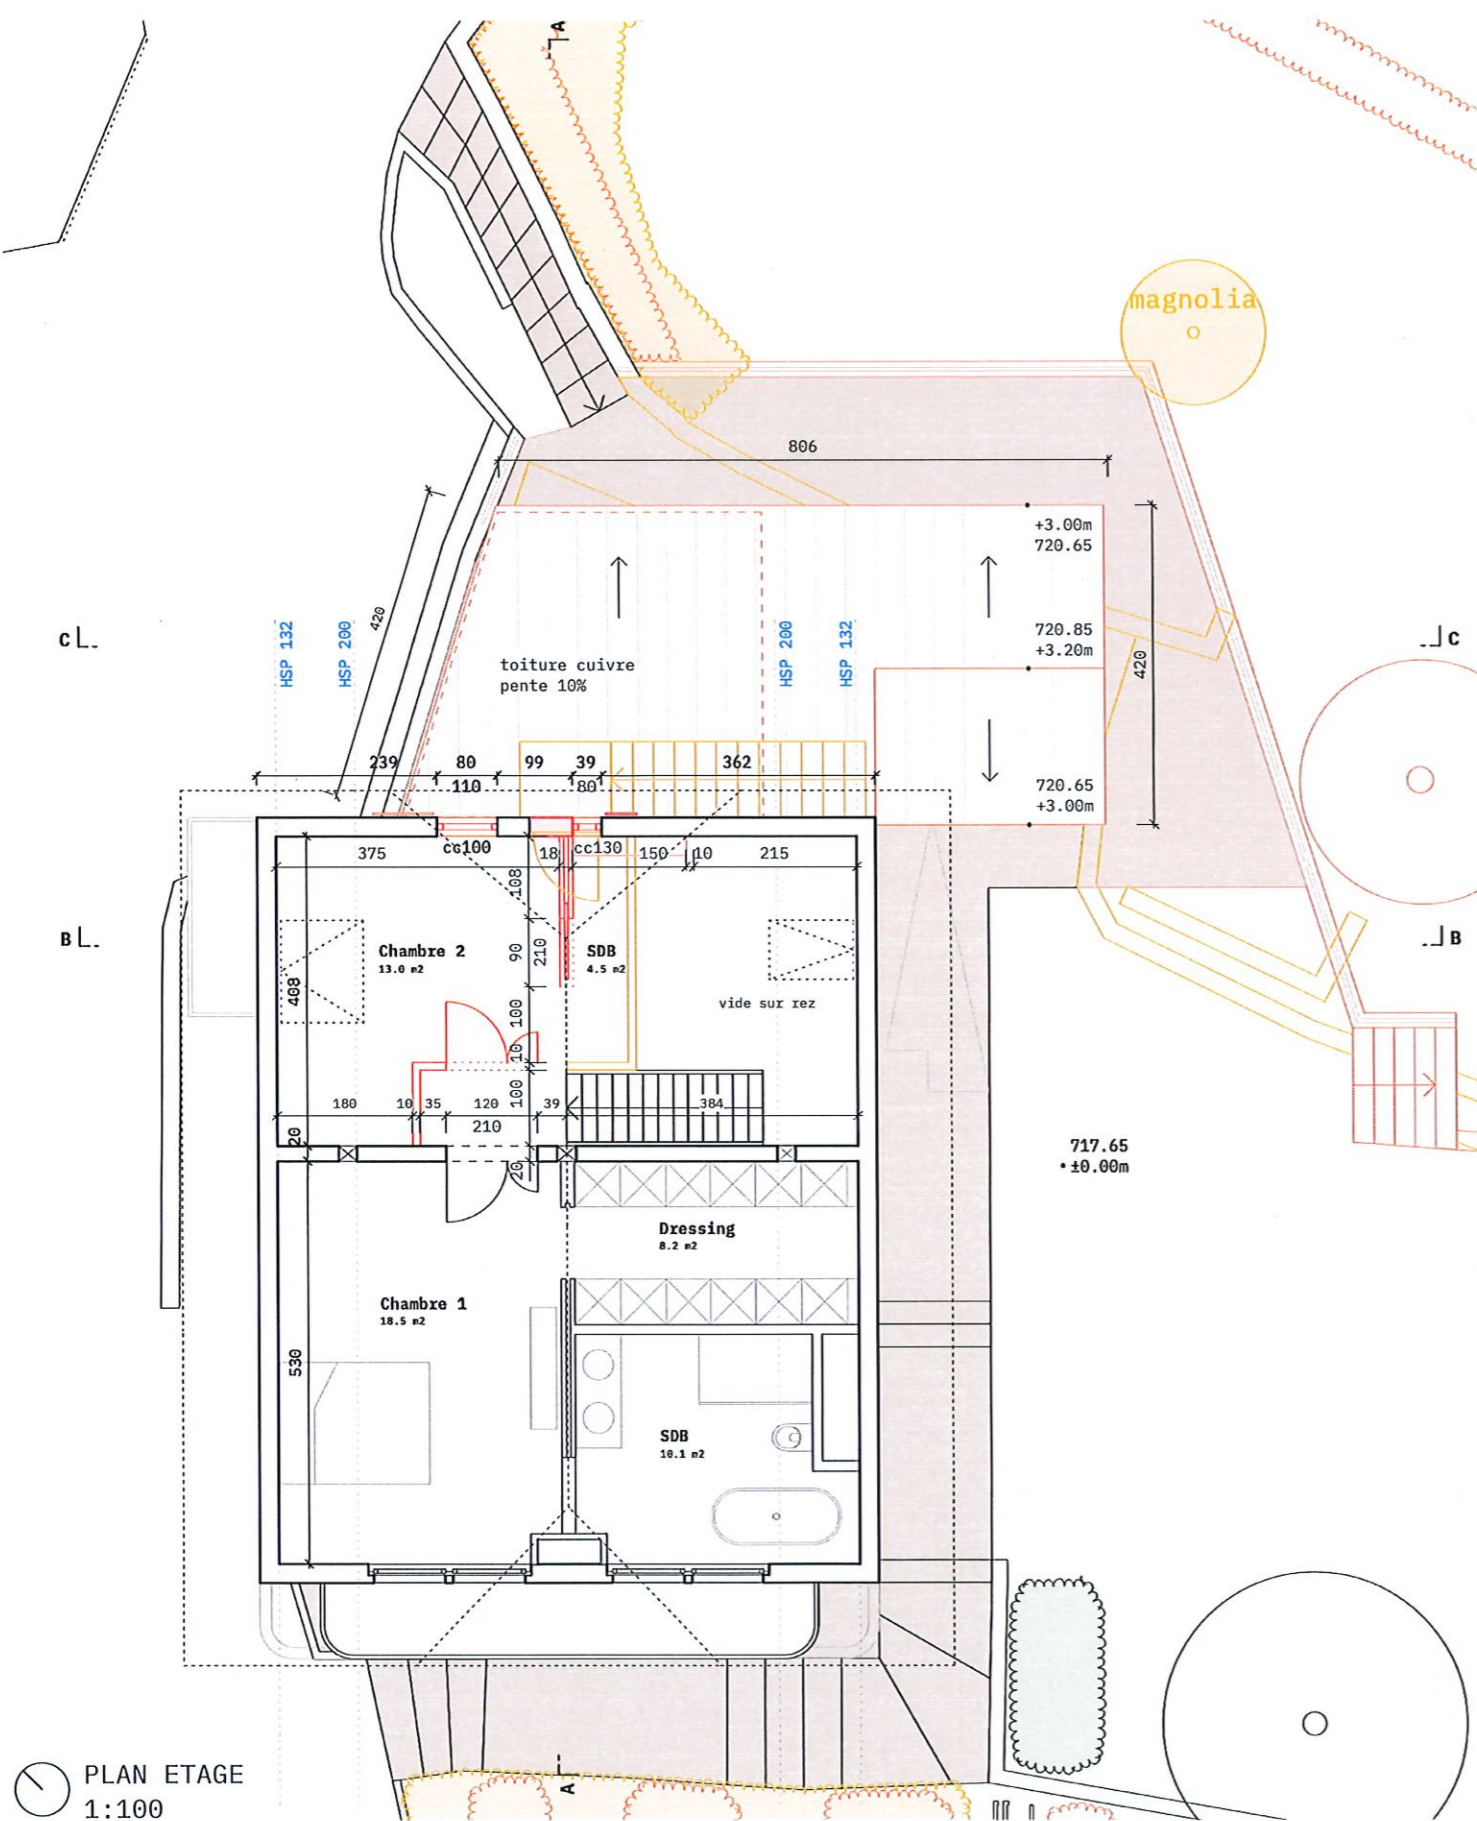 A
magnolia
806
+3.00m
720.65
420
C
HSP 132
HSP 200
HSP 200
HSP 132
720.85
+3.20m
420
C
toiture cuivre
pente 10%
239
80
99
39
362
110
80
720.65
+3.00m
375
cc100
18
cc130
150
10
215
108
B
Chambre 2
13.0 m2
90
210
SDB
4.5 m2
B
408
100
vide sur rez
10
180
10
35
120
100
39
384
210
20
20
717.65
±0.00m
Dressing
8.2 m2
Chambre 1
18.5 m2
530
SDB
10.1 m2
A
PLAN ETAGE
1:100